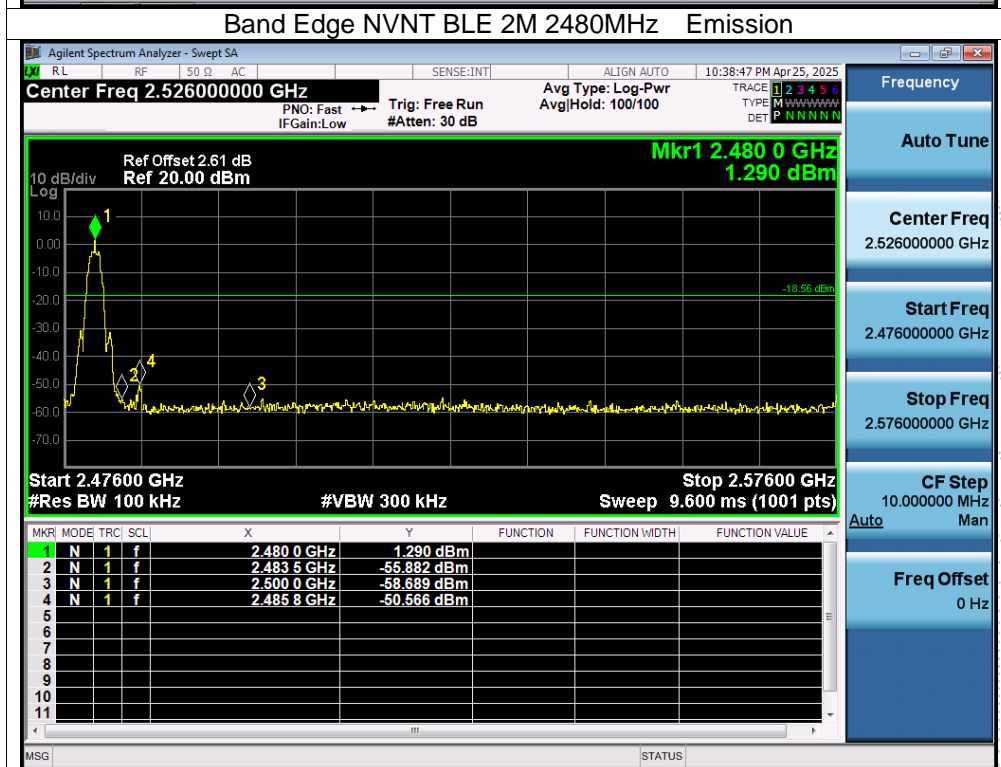 Band Edge NVNT BLE 2M 2480MHz Emission
Agilent Spectrum Analyzer - Swept SA
LXI RL RF 50 Ω AC SENSE:INT ALIGN AUTO 10:38:47 PM Apr 25, 2025
Center Freq 2.526000000 GHz
PNO: Fast
IFGain:Low
Trig: Free Run
#Atten: 30 dB
Avg Type: Log-Pwr
Avg|Hold: 100/100
TRACE 1 2 3 4 5 6
TYPE M WWWWW
DET P N N N N N
Frequency
Auto Tune
Center Freq
2.526000000 GHz
Start Freq
2.476000000 GHz
Stop Freq
2.576000000 GHz
CF Step
10.000000 MHz
Auto Man
Freq Offset
0 Hz
Mkr1 2.480 0 GHz
1.290 dBm
Ref Offset 2.61 dB
10 dB/div Ref 20.00 dBm
Log
10.0
0.00
-10.0
-20.0
-30.0
-40.0
-50.0
-60.0
-70.0
1
2
4
3
-18.56 dBm
Start 2.47600 GHz Stop 2.57600 GHz
#Res BW 100 kHz #VBW 300 kHz Sweep 9.600 ms (1001 pts)
MKR MODE TRC SCL X Y FUNCTION FUNCTION WIDTH FUNCTION VALUE
1 N 1 f 2.480 0 GHz 1.290 dBm
2 N 1 f 2.483 5 GHz -55.882 dBm
3 N 1 f 2.500 0 GHz -58.689 dBm
4 N 1 f 2.485 8 GHz -50.566 dBm
5
6
7
8
9
10
11
MSG STATUS